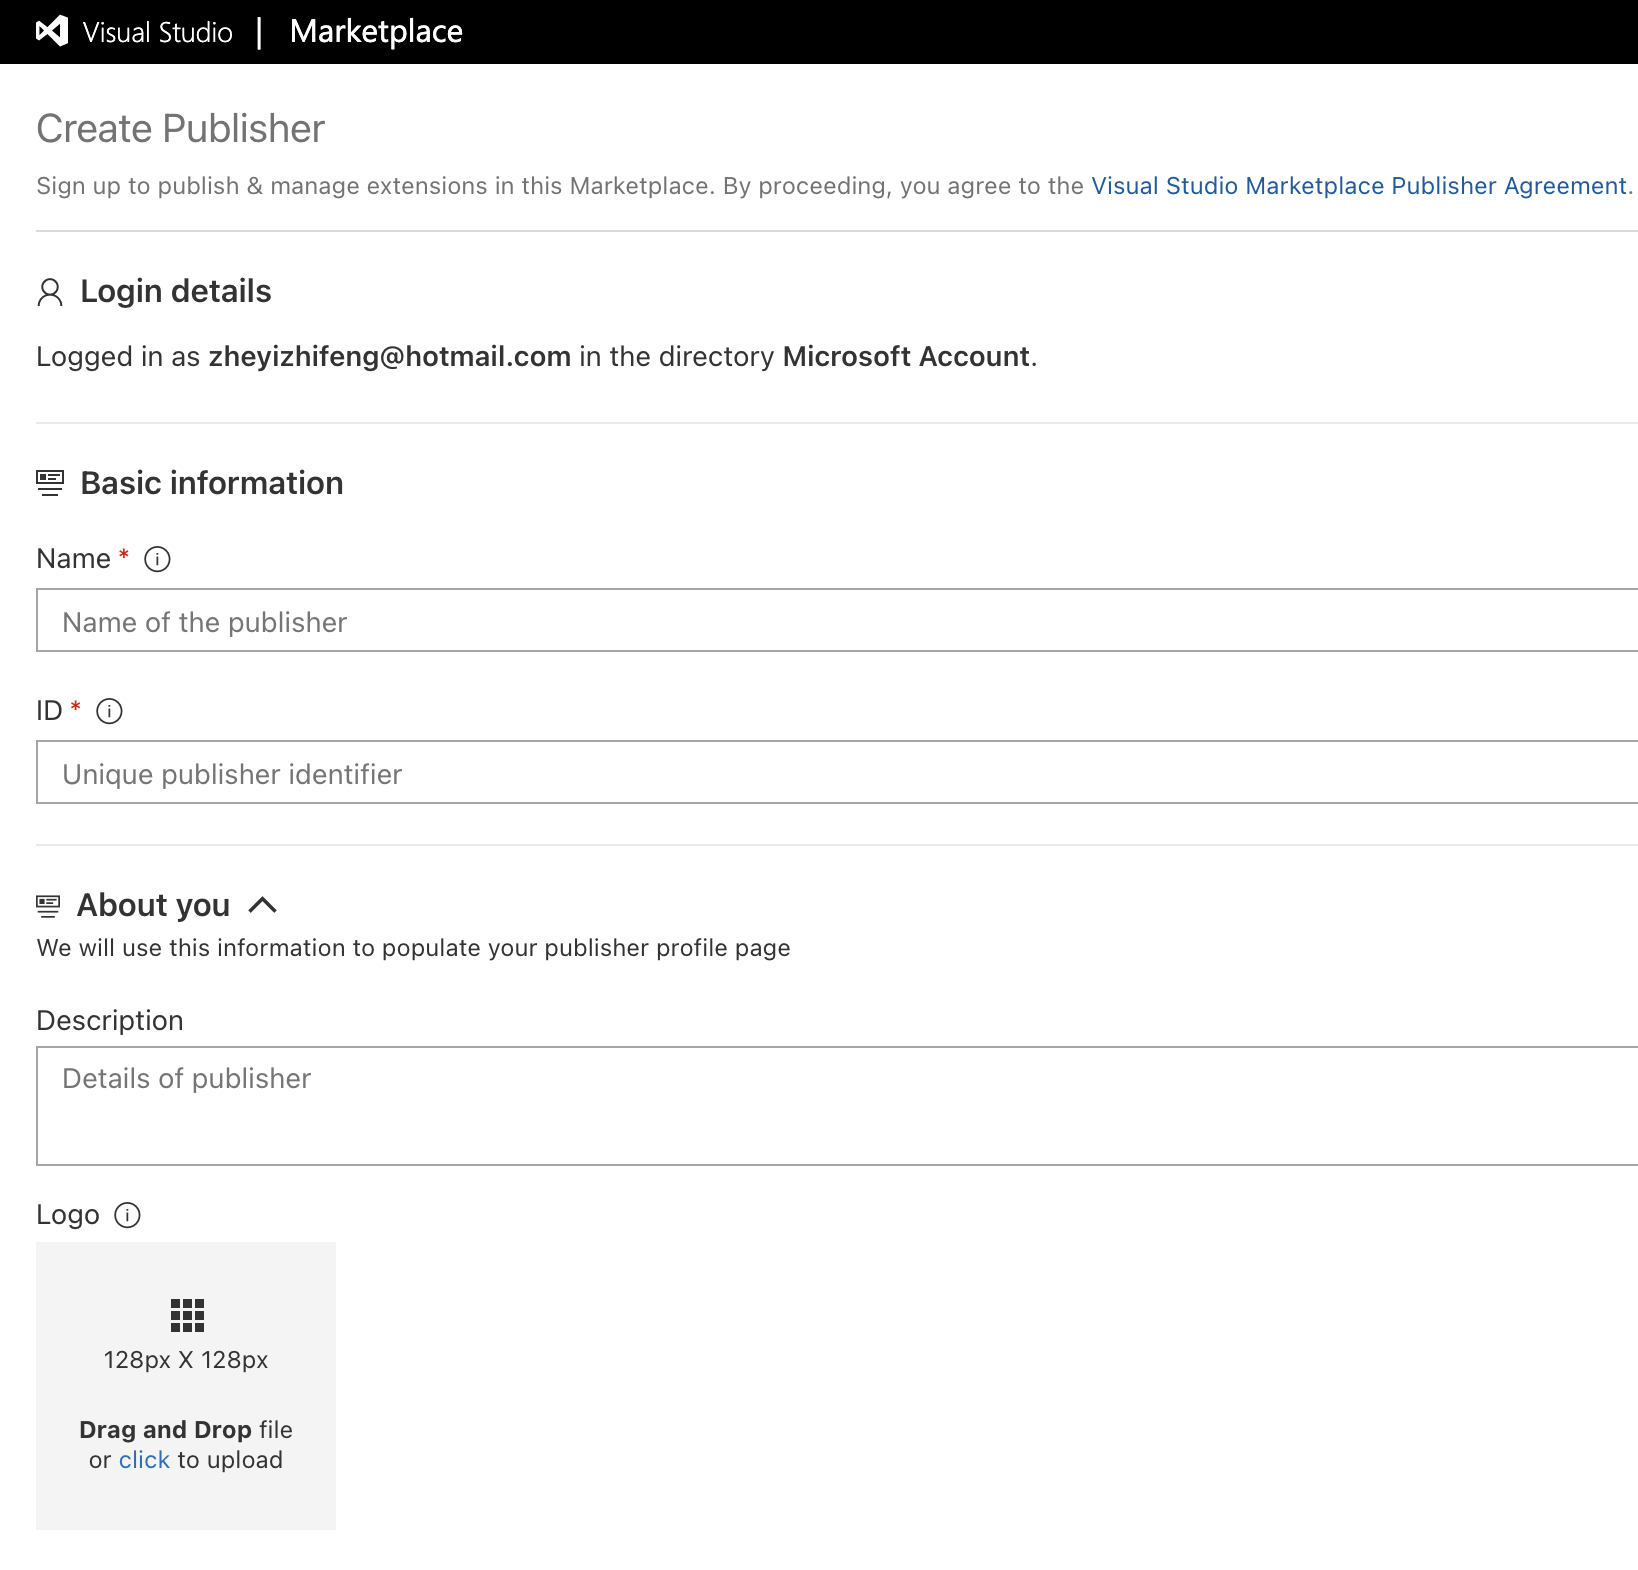 Visual Studio | Marketplace
Create Publisher
Sign up to publish & manage extensions in this Marketplace. By proceeding, you agree to the Visual Studio Marketplace Publisher Agreement.
Login details
Logged in as zheyizhifeng@hotmail.com in the directory Microsoft Account.
Basic information
Name *
Name of the publisher
ID *
Unique publisher identifier
About you
We will use this information to populate your publisher profile page
Description
Details of publisher
Logo
128px X 128px
Drag and Drop file
or click to upload